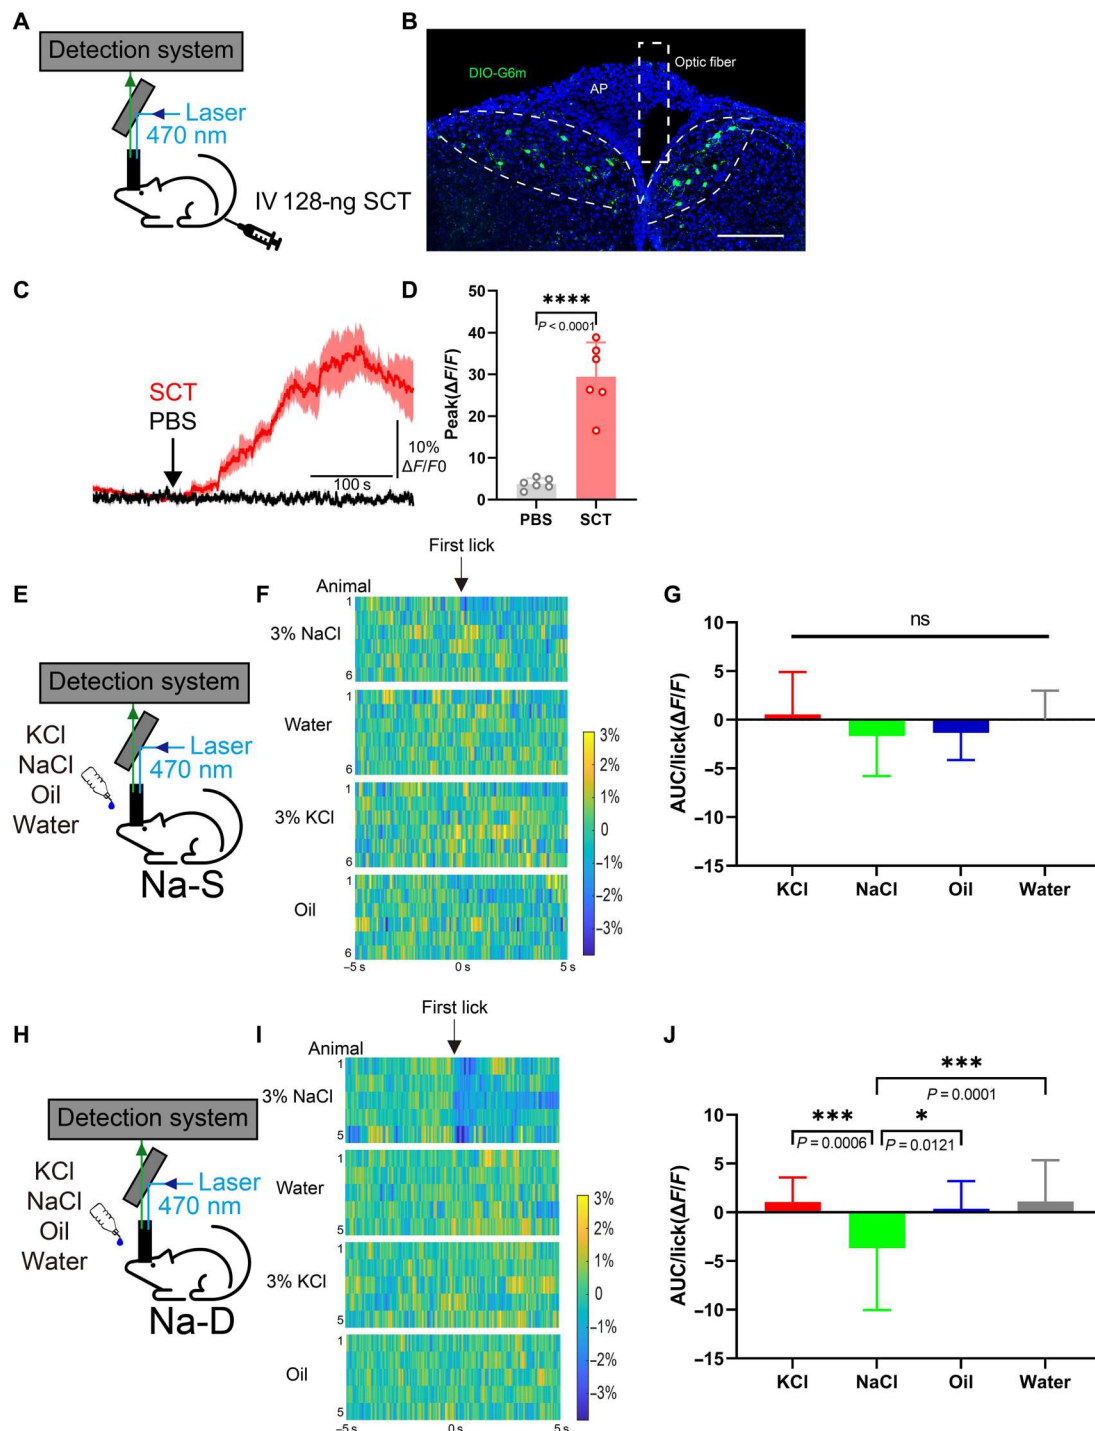 A
Detection system
Laser
470 nm
IV 128-ng SCT
B
DIO-G6m
AP
Optic fiber
C
SCT
PBS
10%
ΔF/F0
100 s
D
Peak(ΔF/F)
50
40
30
20
10
0
****
P < 0.0001
PBS
SCT
E
Detection system
KCl
NaCl
Oil
Water
Laser
470 nm
Na-S
F
First lick
Animal
1
3% NaCl
6
1
Water
6
1
3% KCl
6
1
Oil
6
–5 s
0 s
5 s
3%
2%
1%
0
–1%
–2%
–3%
G
AUC/lick(ΔF/F)
10
5
0
–5
–10
–15
ns
KCl
NaCl
Oil
Water
H
Detection system
KCl
NaCl
Oil
Water
Laser
470 nm
Na-D
I
First lick
Animal
1
3% NaCl
5
1
Water
5
1
3% KCl
5
1
Oil
5
–5 s
0 s
5 s
3%
2%
1%
0
–1%
–2%
–3%
J
AUC/lick(ΔF/F)
10
5
0
–5
–10
–15
***
P = 0.0001
***
P = 0.0006
*
P = 0.0121
KCl
NaCl
Oil
Water